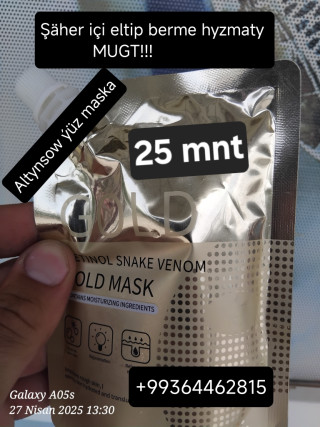 Şäher içi eltip berme hyzmaty
MUGT!!!
Altynsow ýüz maska
25 mnt
GOLD
SNAKE VENOM
OLD MASK
MOISTURIZING INGREDIENTS
+99364462815
Galaxy A05s
27 Nisan 2025 13:30